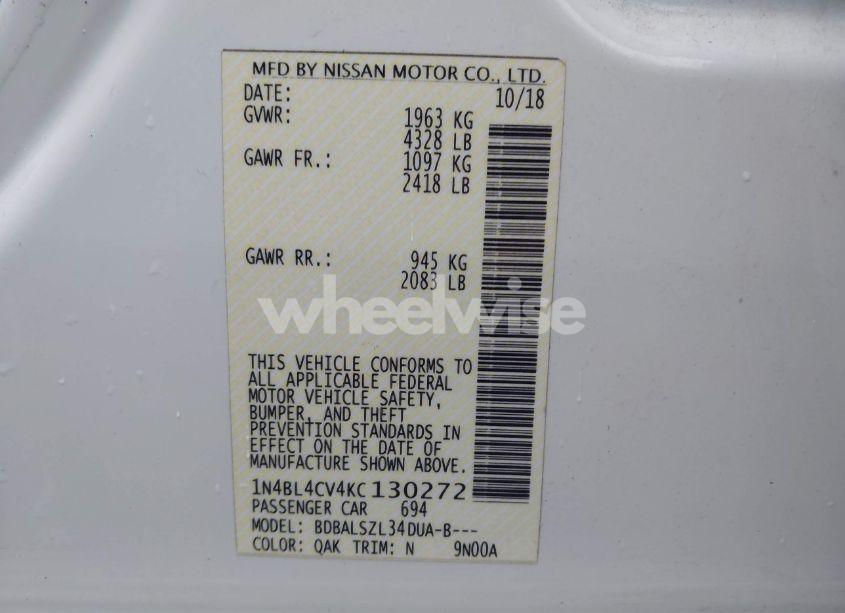 MFD BY NISSAN MOTOR CO., LTD.
DATE: 10/18
GVWR: 1963 KG
4328 LB
GAWR FR.: 1097 KG
2418 LB
GAWR RR.: 945 KG
2083 LB
wheelwise
THIS VEHICLE CONFORMS TO
ALL APPLICABLE FEDERAL
MOTOR VEHICLE SAFETY,
BUMPER, AND THEFT
PREVENTION STANDARDS IN
EFFECT ON THE DATE OF
MANUFACTURE SHOWN ABOVE.
1N4BL4CV4KC130272
PASSENGER CAR 694
MODEL: BDBALSZL34DUA-B---
COLOR: QAK TRIM: N 9N00A